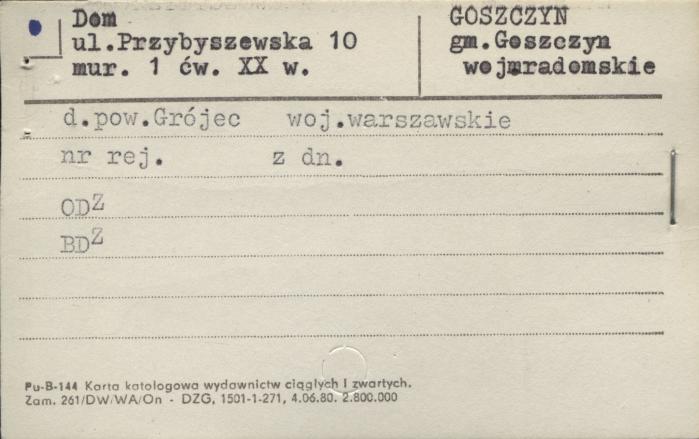 Dom
ul.Przybyszewska 10
mur. 1 ćw. XX w.
GOSZCZYN
gm.Goszczyn
woj.radomskie
d.pow.Grójec woj.warszawskie
nr rej. z dn.
ODZ
BDZ
Pu-B-144 Karta katalogowa wydawnictw ciągłych i zwartych.
Zam. 261/DW/WA/On - DZG, 1501-1-271, 4.06.80. 2.800.000